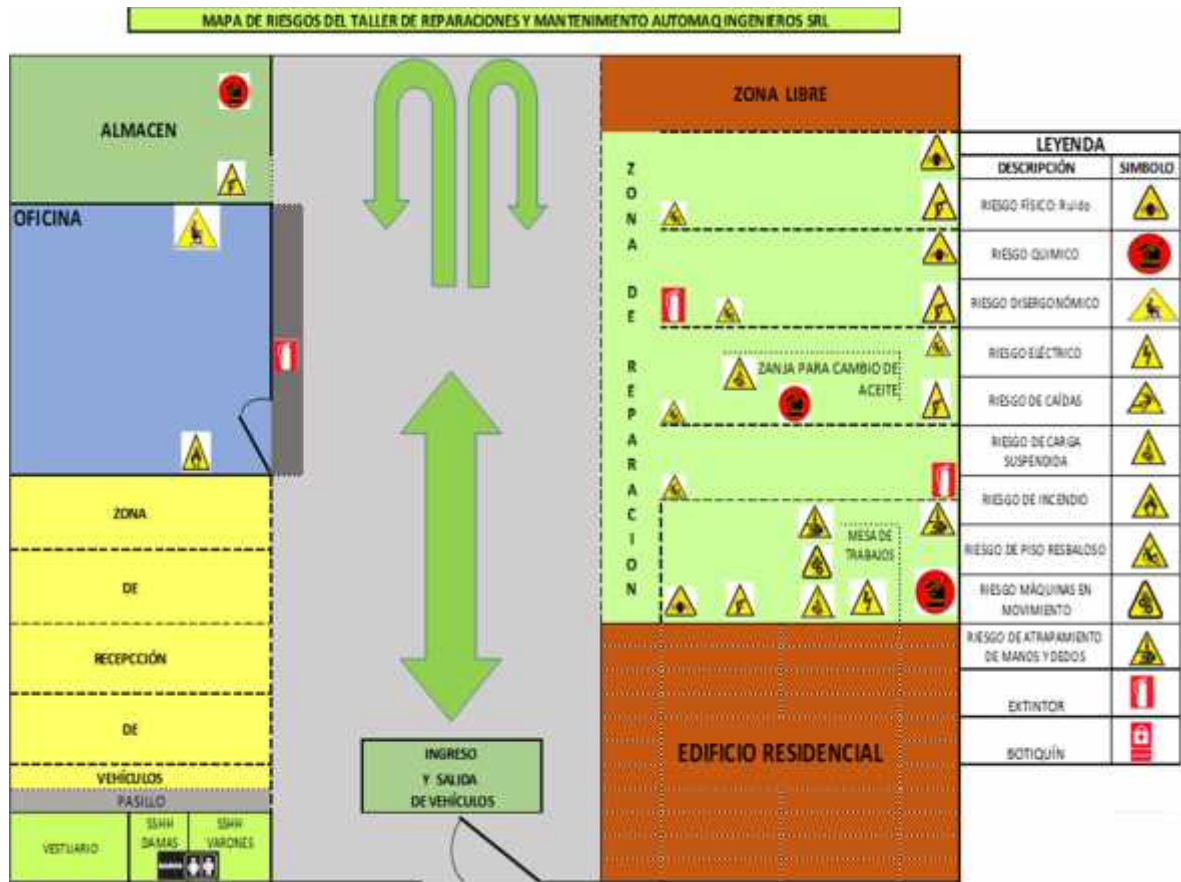 MAPA DE RIESGOS DEL TALLER DE REPARACIONES Y MANTENIMIENTO AUTOMAQ INGENIEROS SRL
ALMACEN
OFICINA
ZONA
DE
RECEPCCIÓN
DE
VEHÍCULOS
PASILLO
VESTUARIO
SSHH
DAMAS
SSHH
VARONES
INGRESO
Y SALIDA
DE VEHÍCULOS
ZONA LIBRE
Z
O
N
A
D
E
R
E
P
A
R
A
C
I
O
N
ZANJA PARA CAMBIO DE
ACEITE
MESA DE
TRABAJOS
EDIFICIO RESIDENCIAL
LEYENDA
DESCRIPCIÓN SIMBOLO
RIESGO FÍSICO: Ruido
RIESGO QUIMICO
RIESGO DISERGONÓMICO
RIESGO ELÉCTRICO
RIESGO DE CAÍDAS
RIESGO DE CARGA
SUSPENDIDA
RIESGO DE INCENDIO
RIESGO DE PISO RESBALOSO
RIESGO MÁQUINAS EN
MOVIMIENTO
RIESGO DE ATRAPAMIENTO
DE MANOS Y DEDOS
EXTINTOR
BOTIQUÍN